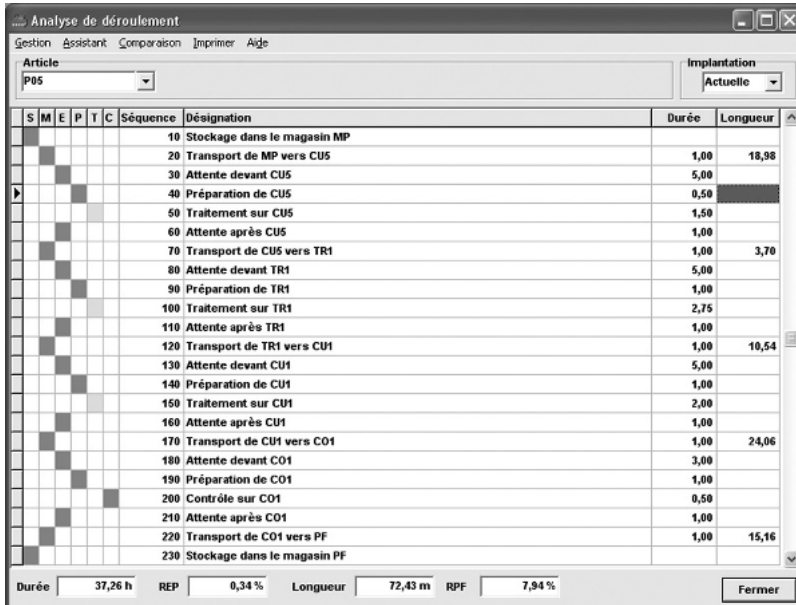 Analyse de déroulement
Gestion Assistant Comparaison Imprimer Aide
Article Implantation
P05 Actuelle
S M E P T C Séquence Désignation Durée Longueur
10 Stockage dans le magasin MP
20 Transport de MP vers CU5 1,00 18,98
30 Attente devant CU5 5,00
40 Préparation de CU5 0,50
50 Traitement sur CU5 1,50
60 Attente après CU5 1,00
70 Transport de CU5 vers TR1 1,00 3,70
80 Attente devant TR1 5,00
90 Préparation de TR1 1,00
100 Traitement sur TR1 2,75
110 Attente après TR1 1,00
120 Transport de TR1 vers CU1 1,00 10,54
130 Attente devant CU1 5,00
140 Préparation de CU1 1,00
150 Traitement sur CU1 2,00
160 Attente après CU1 1,00
170 Transport de CU1 vers CO1 1,00 24,06
180 Attente devant CO1 3,00
190 Préparation de CO1 1,00
200 Contrôle sur CO1 0,50
210 Attente après CO1 1,00
220 Transport de CO1 vers PF 1,00 15,16
230 Stockage dans le magasin PF
Durée 37,26 h REP 0,34 % Longueur 72,43 m RPF 7,94 % Fermer